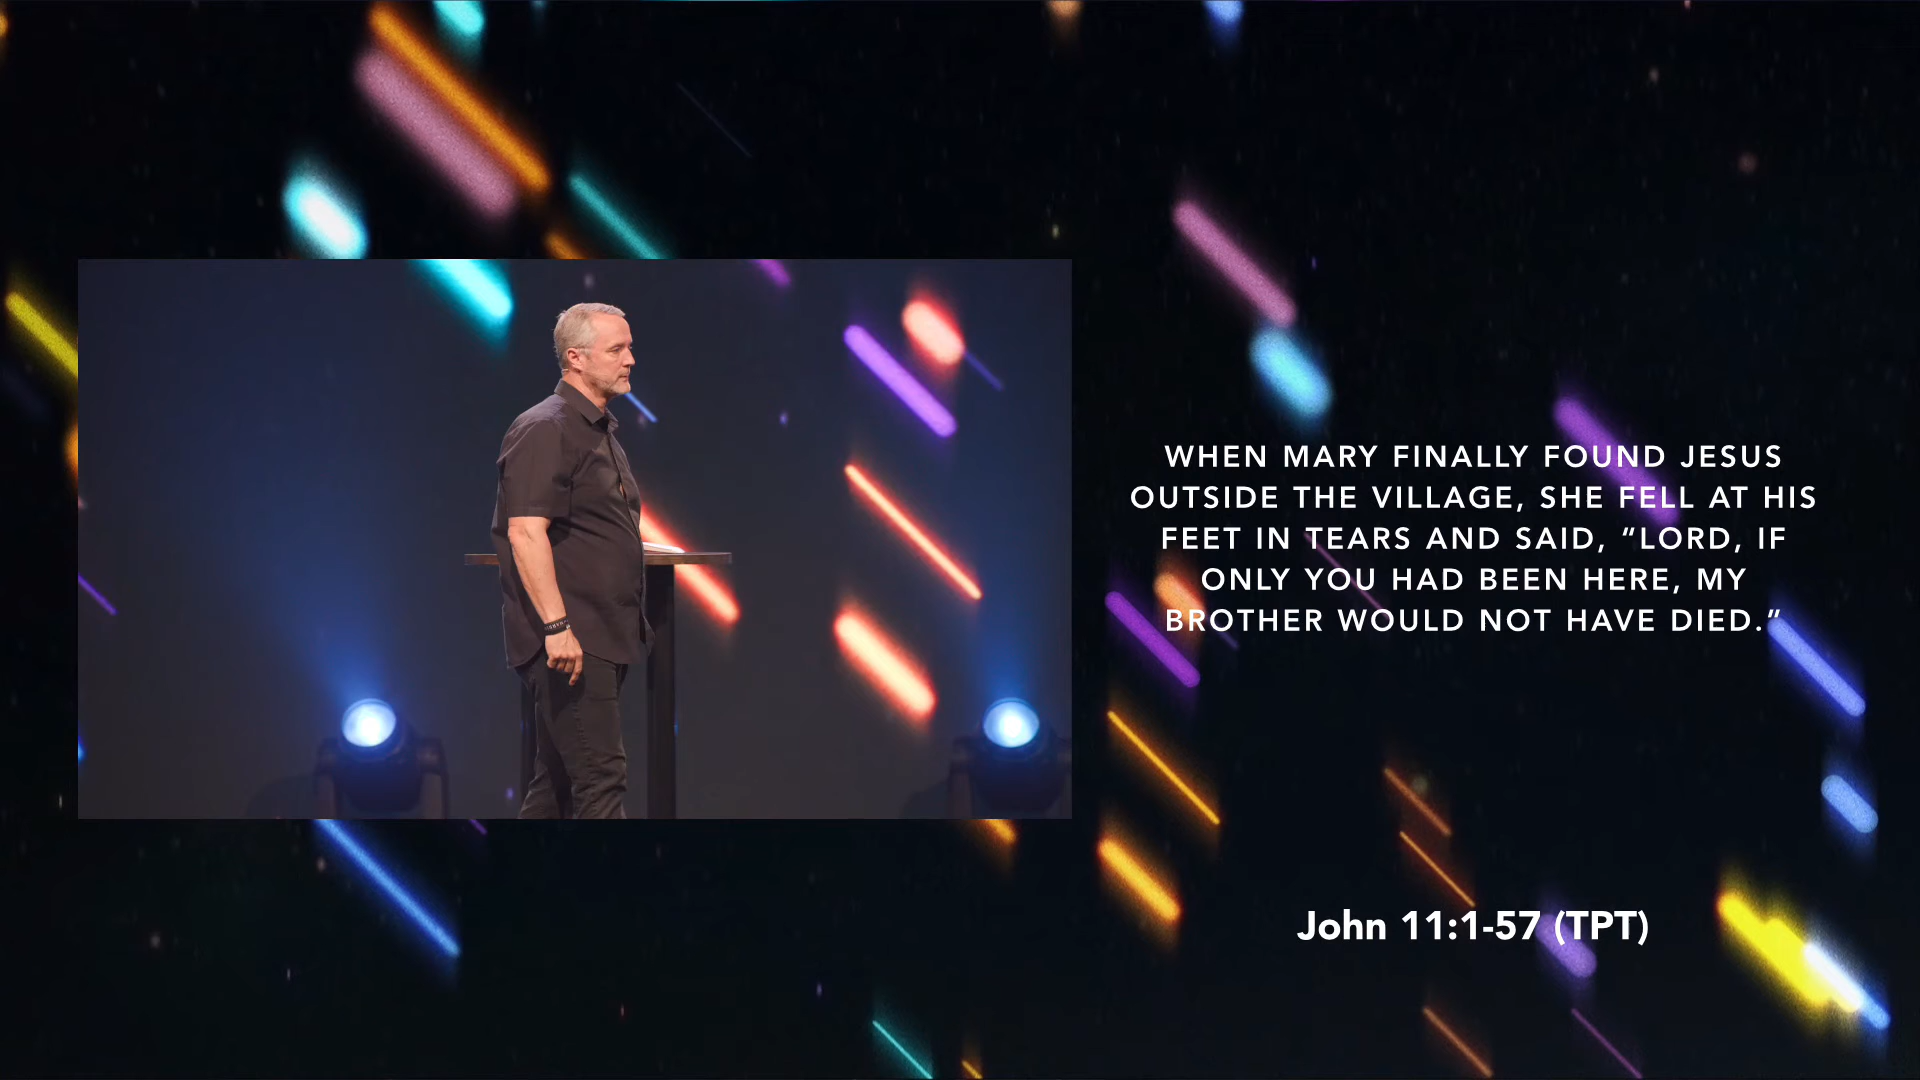 WHEN MARY FINALLY FOUND JESUS
OUTSIDE THE VILLAGE, SHE FELL AT HIS
FEET IN TEARS AND SAID, “LORD, IF
ONLY YOU HAD BEEN HERE, MY
BROTHER WOULD NOT HAVE DIED.”
John 11:1-57 (TPT)